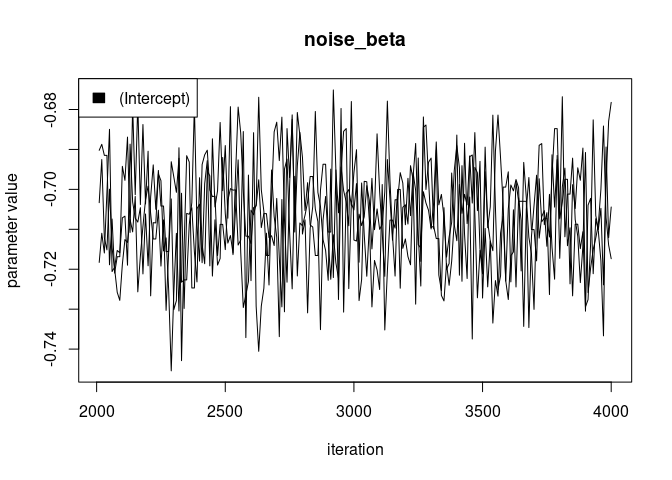 noise_beta
(Intercept)
parameter value
-0.68
-0.70
-0.72
-0.74
2000
2500
3000
3500
4000
iteration